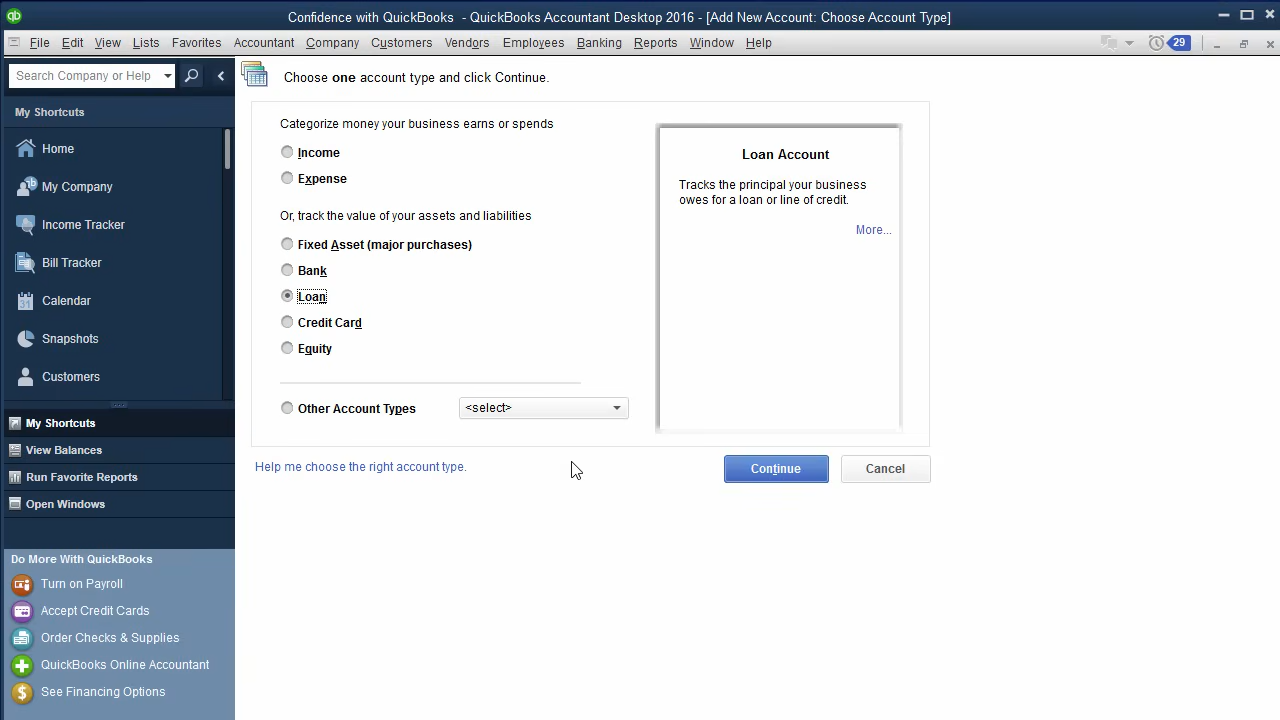 Confidence with QuickBooks - QuickBooks Accountant Desktop 2016 - [Add New Account: Choose Account Type]
File Edit View Lists Favorites Accountant Company Customers Vendors Employees Banking Reports Window Help 29
Search Company or Help
My Shortcuts
Home
My Company
Income Tracker
Bill Tracker
Calendar
Snapshots
Customers
My Shortcuts
View Balances
Run Favorite Reports
Open Windows
Do More With QuickBooks
Turn on Payroll
Accept Credit Cards
Order Checks & Supplies
QuickBooks Online Accountant
See Financing Options
Choose one account type and click Continue.
Categorize money your business earns or spends
Income
Expense
Or, track the value of your assets and liabilities
Fixed Asset (major purchases)
Bank
Loan
Credit Card
Equity
Other Account Types <select>
Loan Account
Tracks the principal your business
owes for a loan or line of credit.
More...
Help me choose the right account type.
Continue Cancel